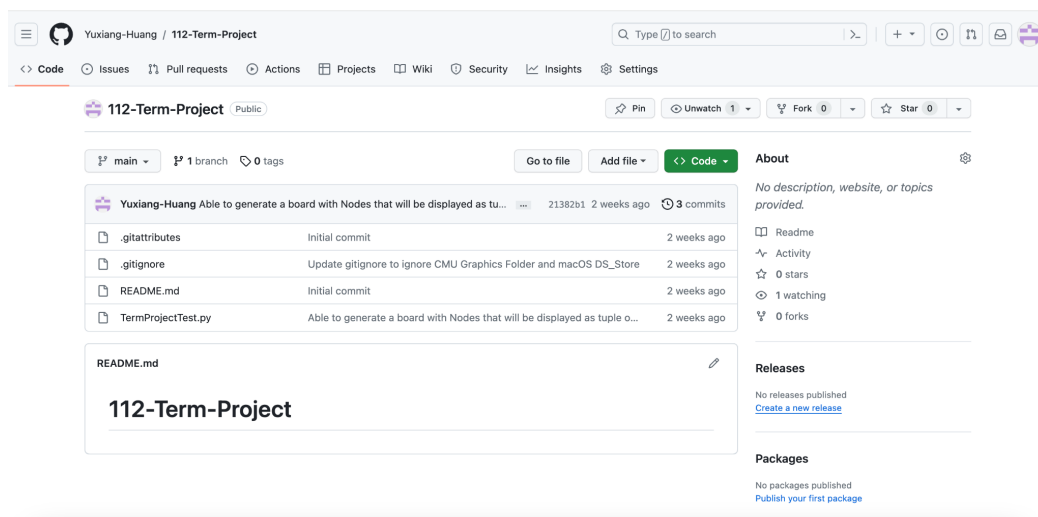 Yuxiang-Huang / 112-Term-Project
Type / to search
Code Issues Pull requests Actions Projects Wiki Security Insights Settings
112-Term-Project Public
Pin Unwatch 1 Fork 0 Star 0
main 1 branch 0 tags Go to file Add file Code
Yuxiang-Huang Able to generate a board with Nodes that will be displayed as tu... ... 21382b1 2 weeks ago 3 commits
.gitattributes Initial commit 2 weeks ago
.gitignore Update gitignore to ignore CMU Graphics Folder and macOS DS_Store 2 weeks ago
README.md Initial commit 2 weeks ago
TermProjectTest.py Able to generate a board with Nodes that will be displayed as tuple o... 2 weeks ago
README.md
112-Term-Project
About
No description, website, or topics
provided.
Readme
Activity
0 stars
1 watching
0 forks
Releases
No releases published
Create a new release
Packages
No packages published
Publish your first package